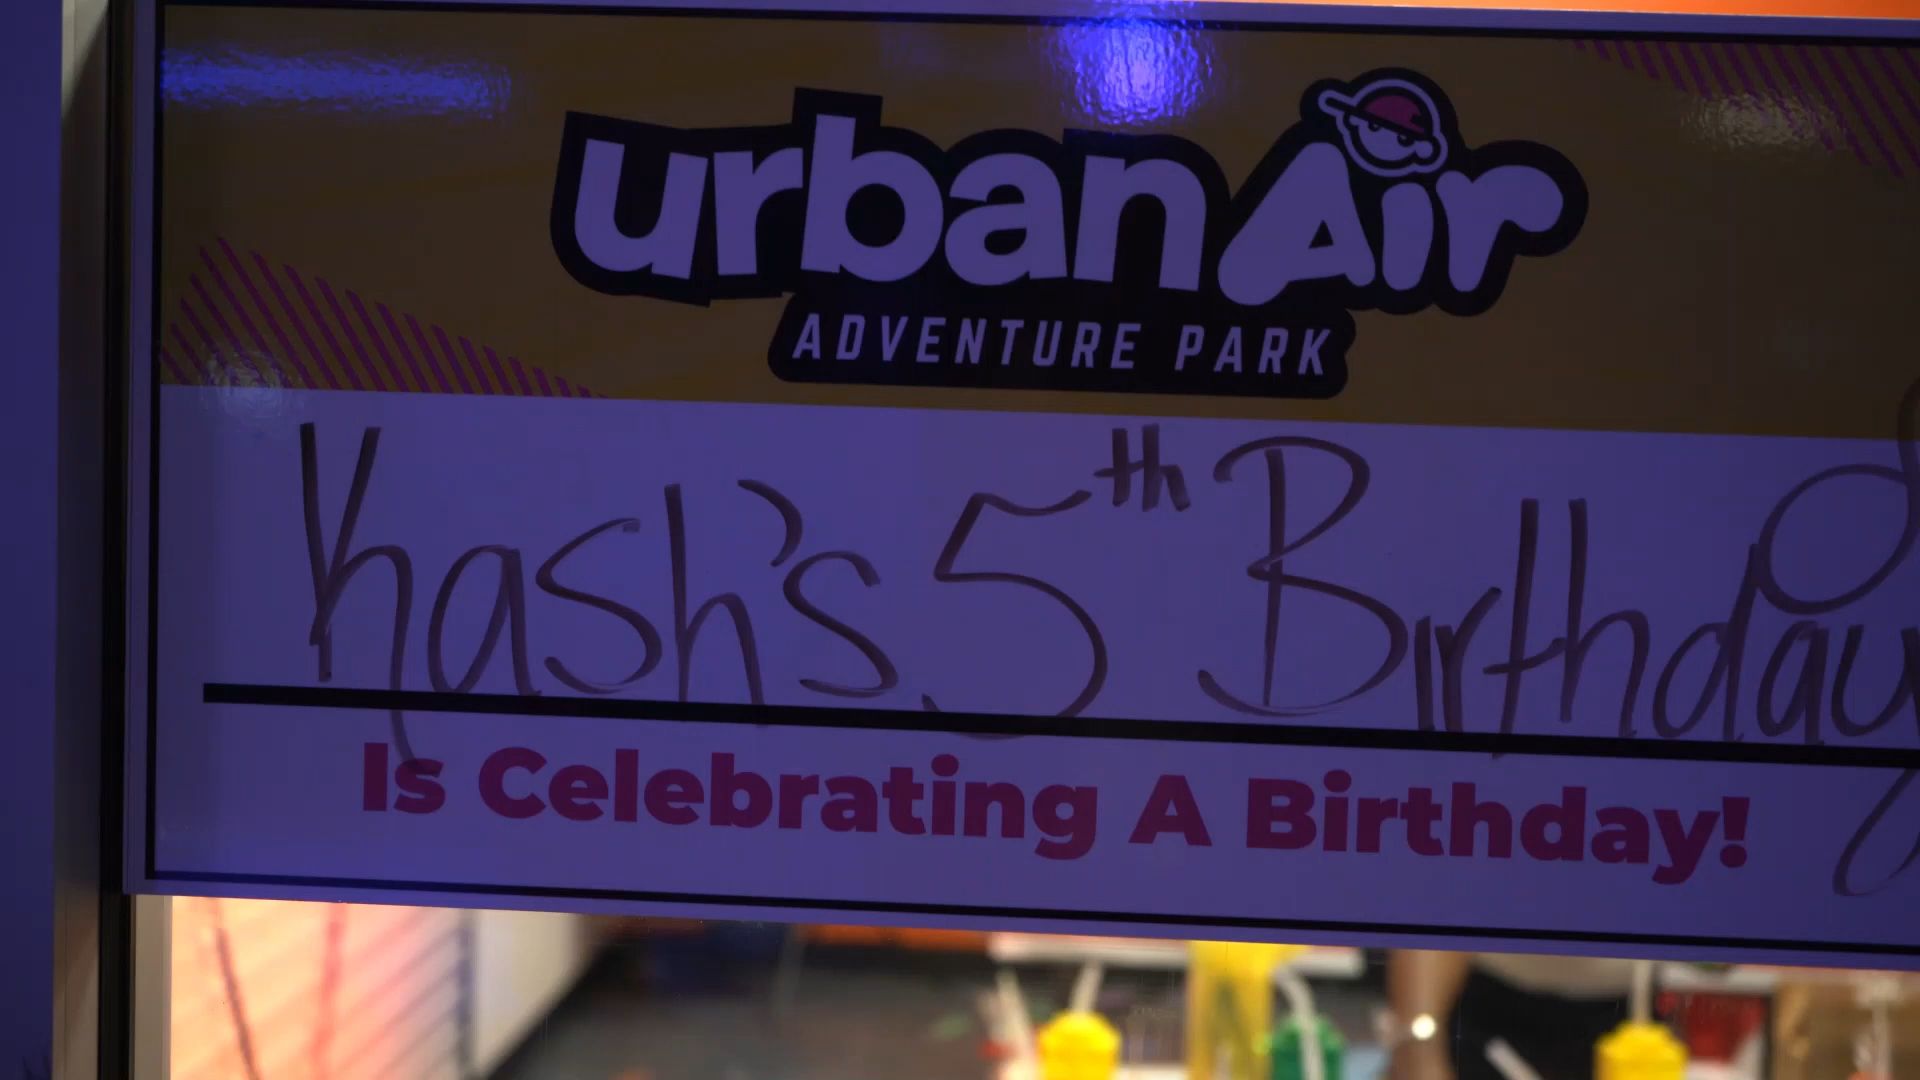 urban Air
ADVENTURE PARK
Kash's 5th Birthday
Is Celebrating A Birthday!